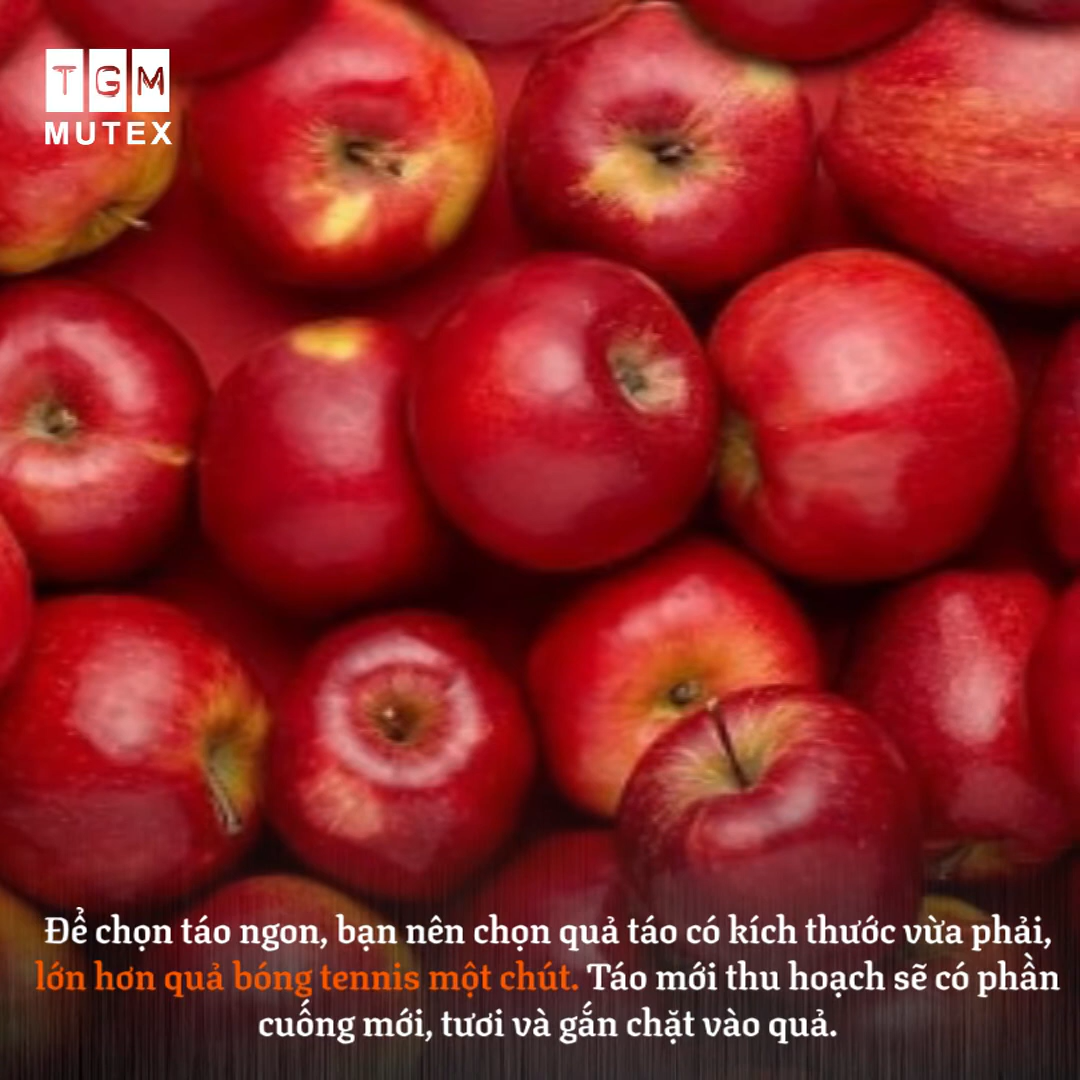 TGM
MUTEX
Để chọn táo ngon, bạn nên chọn quả táo có kích thước vừa phải,
lớn hơn quả bóng tennis một chút. Táo mới thu hoạch sẽ có phần
cuống mới, tươi và gắn chặt vào quả.